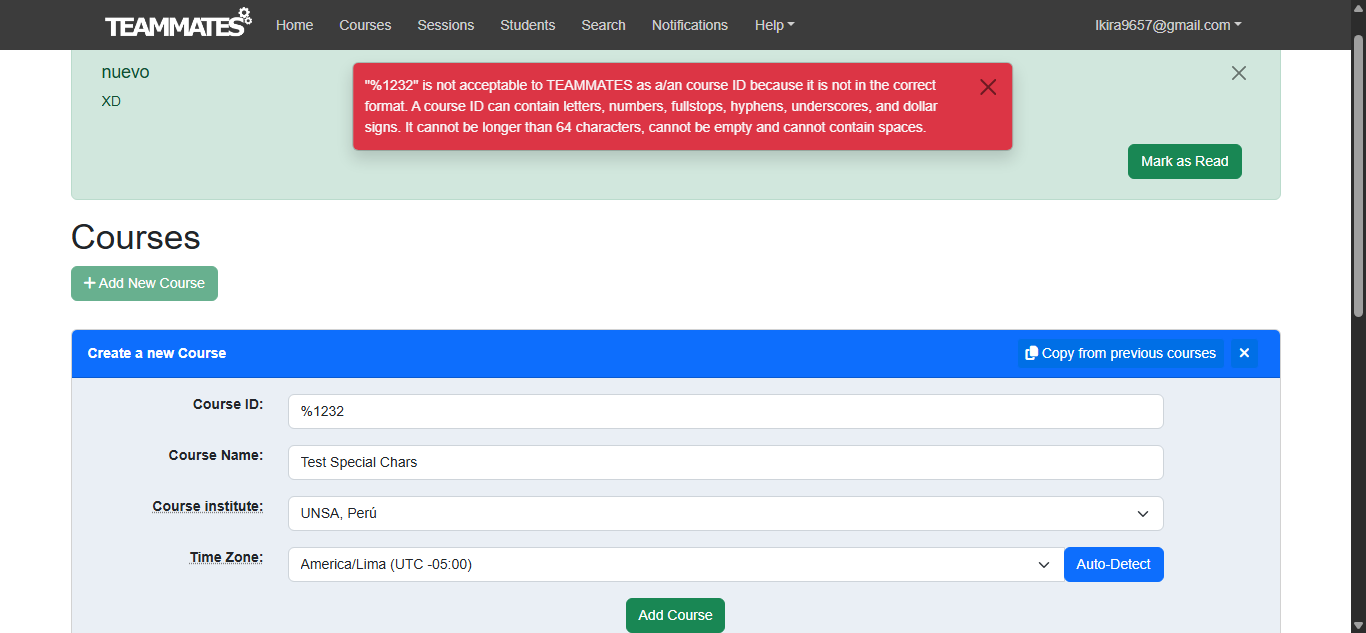 TEAMMATES Home Courses Sessions Students Search Notifications Help lkira9657@gmail.com
nuevo
XD
"%1232" is not acceptable to TEAMMATES as a/an course ID because it is not in the correct
format. A course ID can contain letters, numbers, fullstops, hyphens, underscores, and dollar
signs. It cannot be longer than 64 characters, cannot be empty and cannot contain spaces.
Mark as Read
Courses
Add New Course
Create a new Course Copy from previous courses
Course ID: %1232
Course Name: Test Special Chars
Course institute: UNSA, Perú
Time Zone: America/Lima (UTC -05:00) Auto-Detect
Add Course